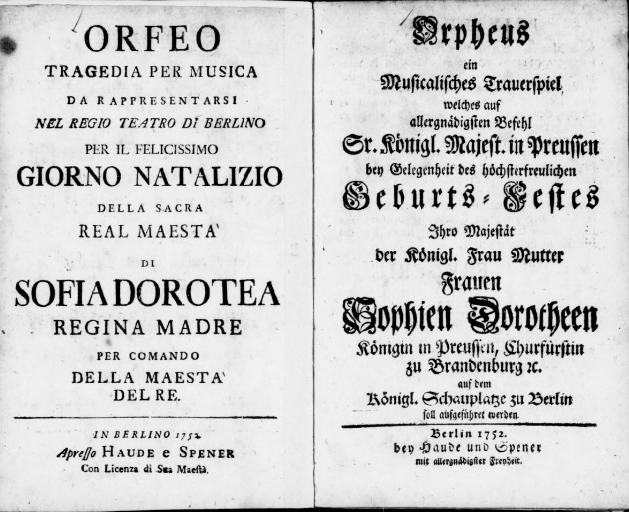 ORFEO
TRAGEDIA PER MUSICA
DA RAPPRESENTARSI
NEL REGIO TEATRO DI BERLINO
PER IL FELICISSIMO
GIORNO NATALIZIO
DELLA SACRA
REAL MAESTA'
DI
SOFIA DOROTEA
REGINA MADRE
PER COMANDO
DELLA MAESTA'
DEL RE.
IN BERLINO 1752
Apreſſo HAUDE e SPENER
Con Licenza di Sua Maeſtà.
Orpheus
ein
Muſicaliſches Trauerſpiel
welches auf
allergnädigſten Befehl
Sr. Königl. Majeſt. in Preuſſen
bey Gelegenheit des höchſterfreulichen
Geburts-Feſtes
Ihro Majeſtät
der Königl. Frau Mutter
Frauen
Sophien Dorotheen
Königin in Preuſſen, Churfürſtin
zu Brandenburg ꝛc.
auf dem
Königl. Schauplatze zu Berlin
ſoll aufgeführet werden.
Berlin 1752.
bey Haude und Spener
mit allergnädigſter Freyheit.